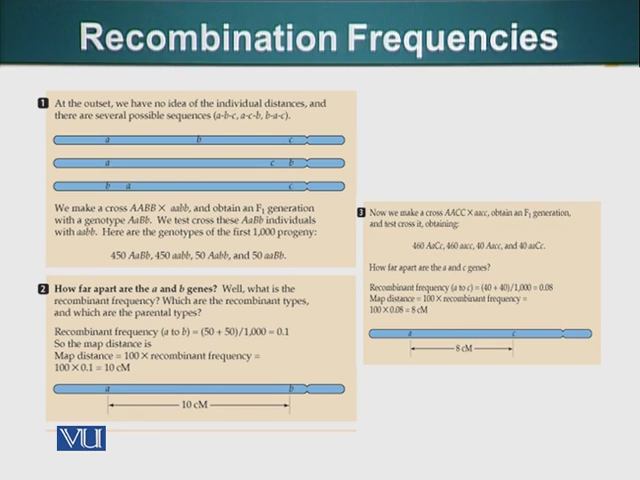 Recombination Frequencies
1 At the outset, we have no idea of the individual distances, and
there are several possible sequences (a-b-c, a-c-b, b-a-c).
a b c
a c b
b a c
We make a cross AABB × aabb, and obtain an F1 generation
with a genotype AaBb. We test cross these AaBb individuals
with aabb. Here are the genotypes of the first 1,000 progeny:
450 AaBb, 450 aabb, 50 Aabb, and 50 aaBb.
2 How far apart are the a and b genes? Well, what is the
recombinant frequency? Which are the recombinant types,
and which are the parental types?
Recombinant frequency (a to b) = (50 + 50)/1,000 = 0.1
So the map distance is
Map distance = 100 × recombinant frequency =
100 × 0.1 = 10 cM
a b
10 cM
3 Now we make a cross AACC × aacc, obtain an F1 generation,
and test cross it, obtaining:
460 AaCc, 460 aacc, 40 Aacc, and 40 aaCc.
How far apart are the a and c genes?
Recombinant frequency (a to c) = (40 + 40)/1,000 = 0.08
Map distance = 100 × recombinant frequency =
100 × 0.08 = 8 cM
a c
8 cM
VU